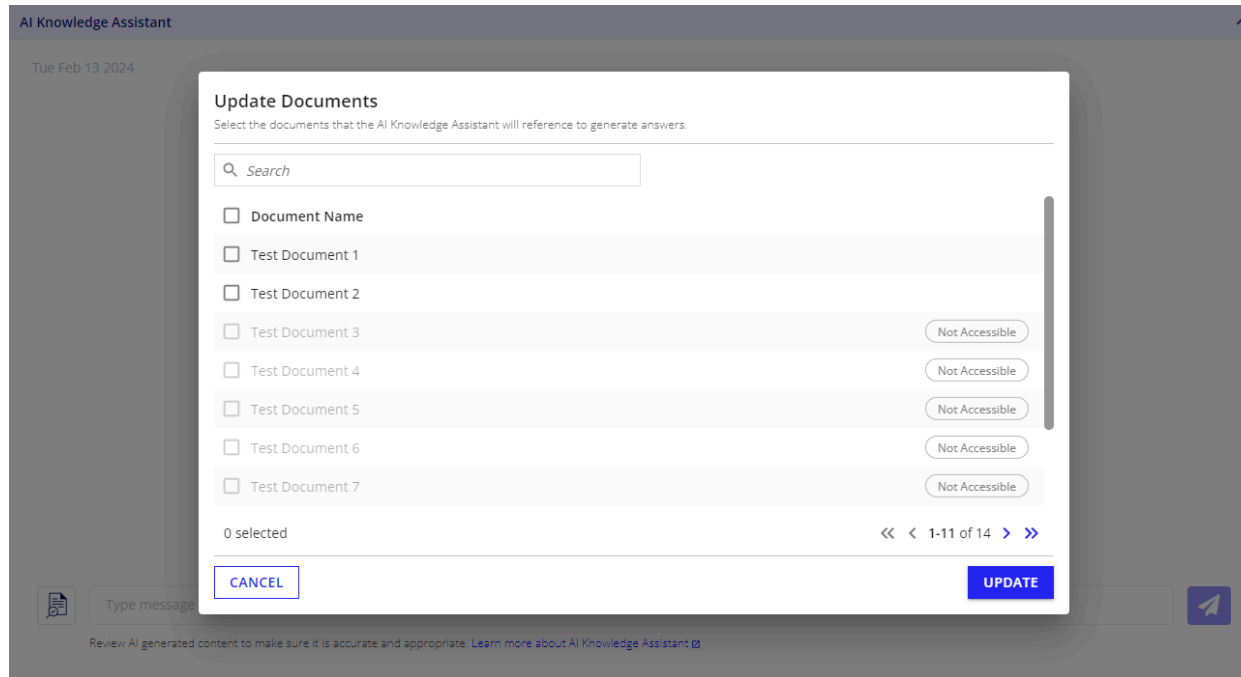 AI Knowledge Assistant
Tue Feb 13 2024
Update Documents
Select the documents that the AI Knowledge Assistant will reference to generate answers.
Search
Document Name
Test Document 1
Test Document 2
Test Document 3 Not Accessible
Test Document 4 Not Accessible
Test Document 5 Not Accessible
Test Document 6 Not Accessible
Test Document 7 Not Accessible
0 selected 1-11 of 14
CANCEL UPDATE
Type message
Review AI generated content to make sure it is accurate and appropriate. Learn more about AI Knowledge Assistant